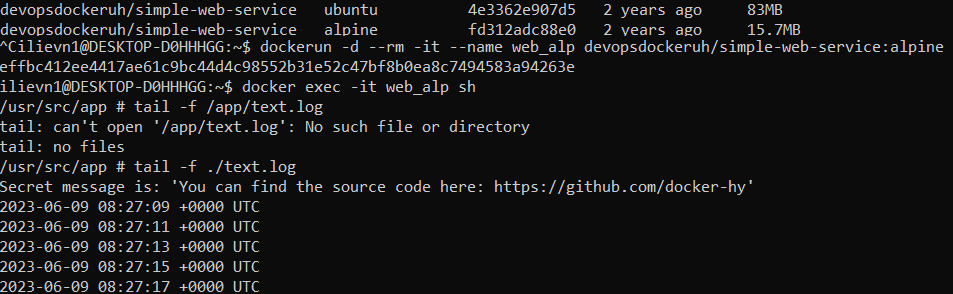 devopsdockeruh/simple-web-service   ubuntu          4e3362e907d5   2 years ago     83MB
devopsdockeruh/simple-web-service   alpine          fd312adc88e0   2 years ago     15.7MB
^Cilievn1@DESKTOP-D0HHHGG:~$ dockerun -d --rm -it --name web_alp devopsdockeruh/simple-web-service:alpine
effbc412ee4417ae61c9bc44d4c98552b31e52c47bf8b0ea8c7494583a94263e
ilievn1@DESKTOP-D0HHHGG:~$ docker exec -it web_alp sh
/usr/src/app # tail -f /app/text.log
tail: can't open '/app/text.log': No such file or directory
tail: no files
/usr/src/app # tail -f ./text.log
Secret message is: 'You can find the source code here: https://github.com/docker-hy'
2023-06-09 08:27:09 +0000 UTC
2023-06-09 08:27:11 +0000 UTC
2023-06-09 08:27:13 +0000 UTC
2023-06-09 08:27:15 +0000 UTC
2023-06-09 08:27:17 +0000 UTC